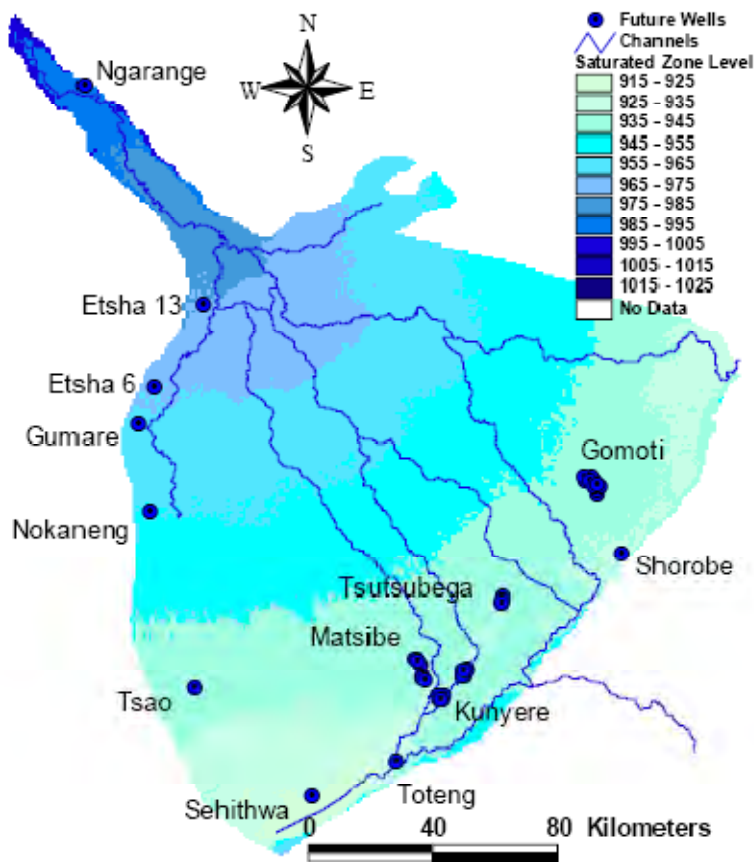 Future Wells
Channels
Saturated Zone Level
915 - 925
925 - 935
935 - 945
945 - 955
955 - 965
965 - 975
975 - 985
985 - 995
995 - 1005
1005 - 1015
1015 - 1025
No Data
N
W E
S
Ngarange
Etsha 13
Etsha 6
Gumare
Nokaneng
Gomoti
Shorobe
Tsutsubega
Matsibe
Tsao
Kunyere
Sehithwa
Toteng
0 40 80 Kilometers